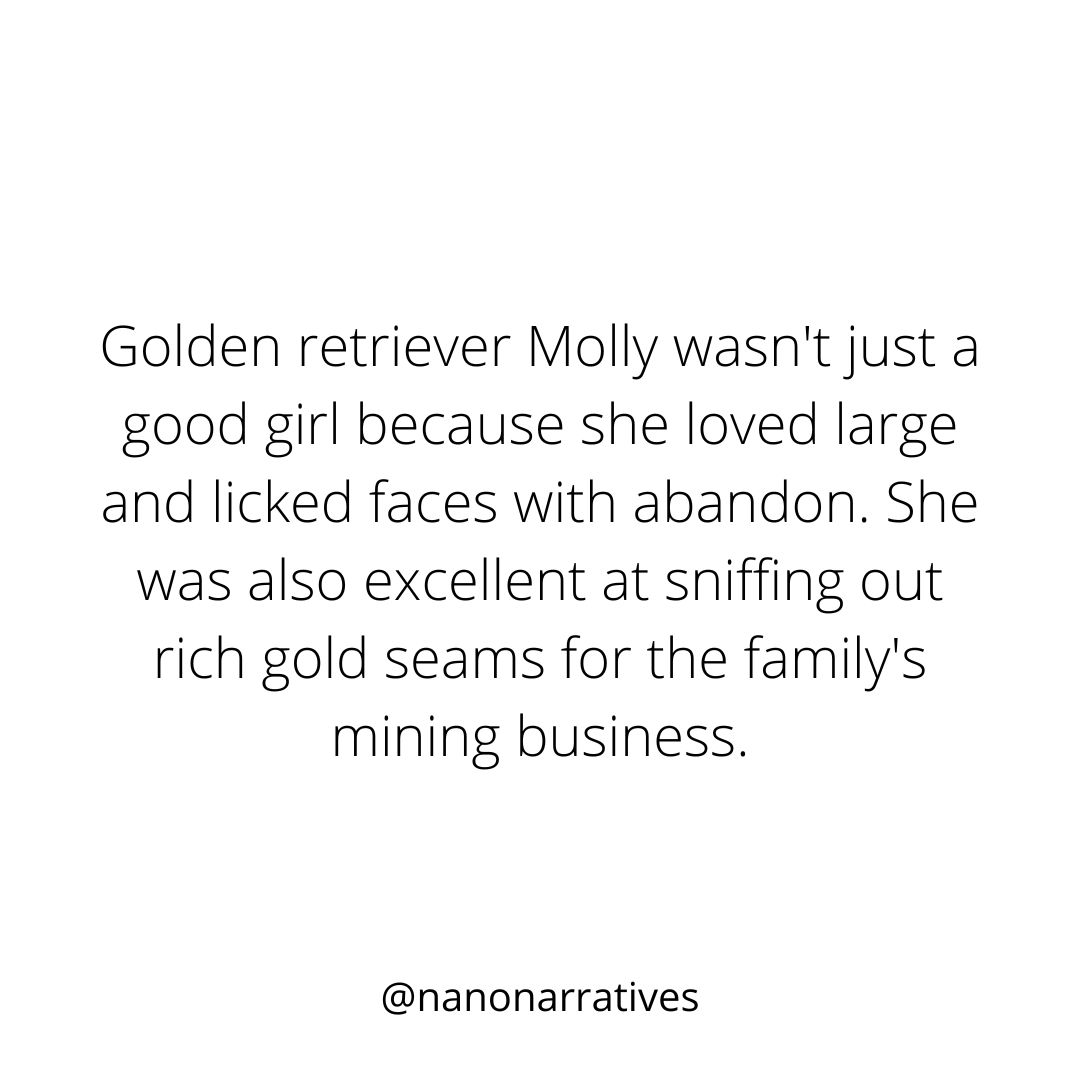 Golden retriever Molly wasn't just a
good girl because she loved large
and licked faces with abandon. She
was also excellent at sniffing out
rich gold seams for the family's
mining business.
@nanonarratives